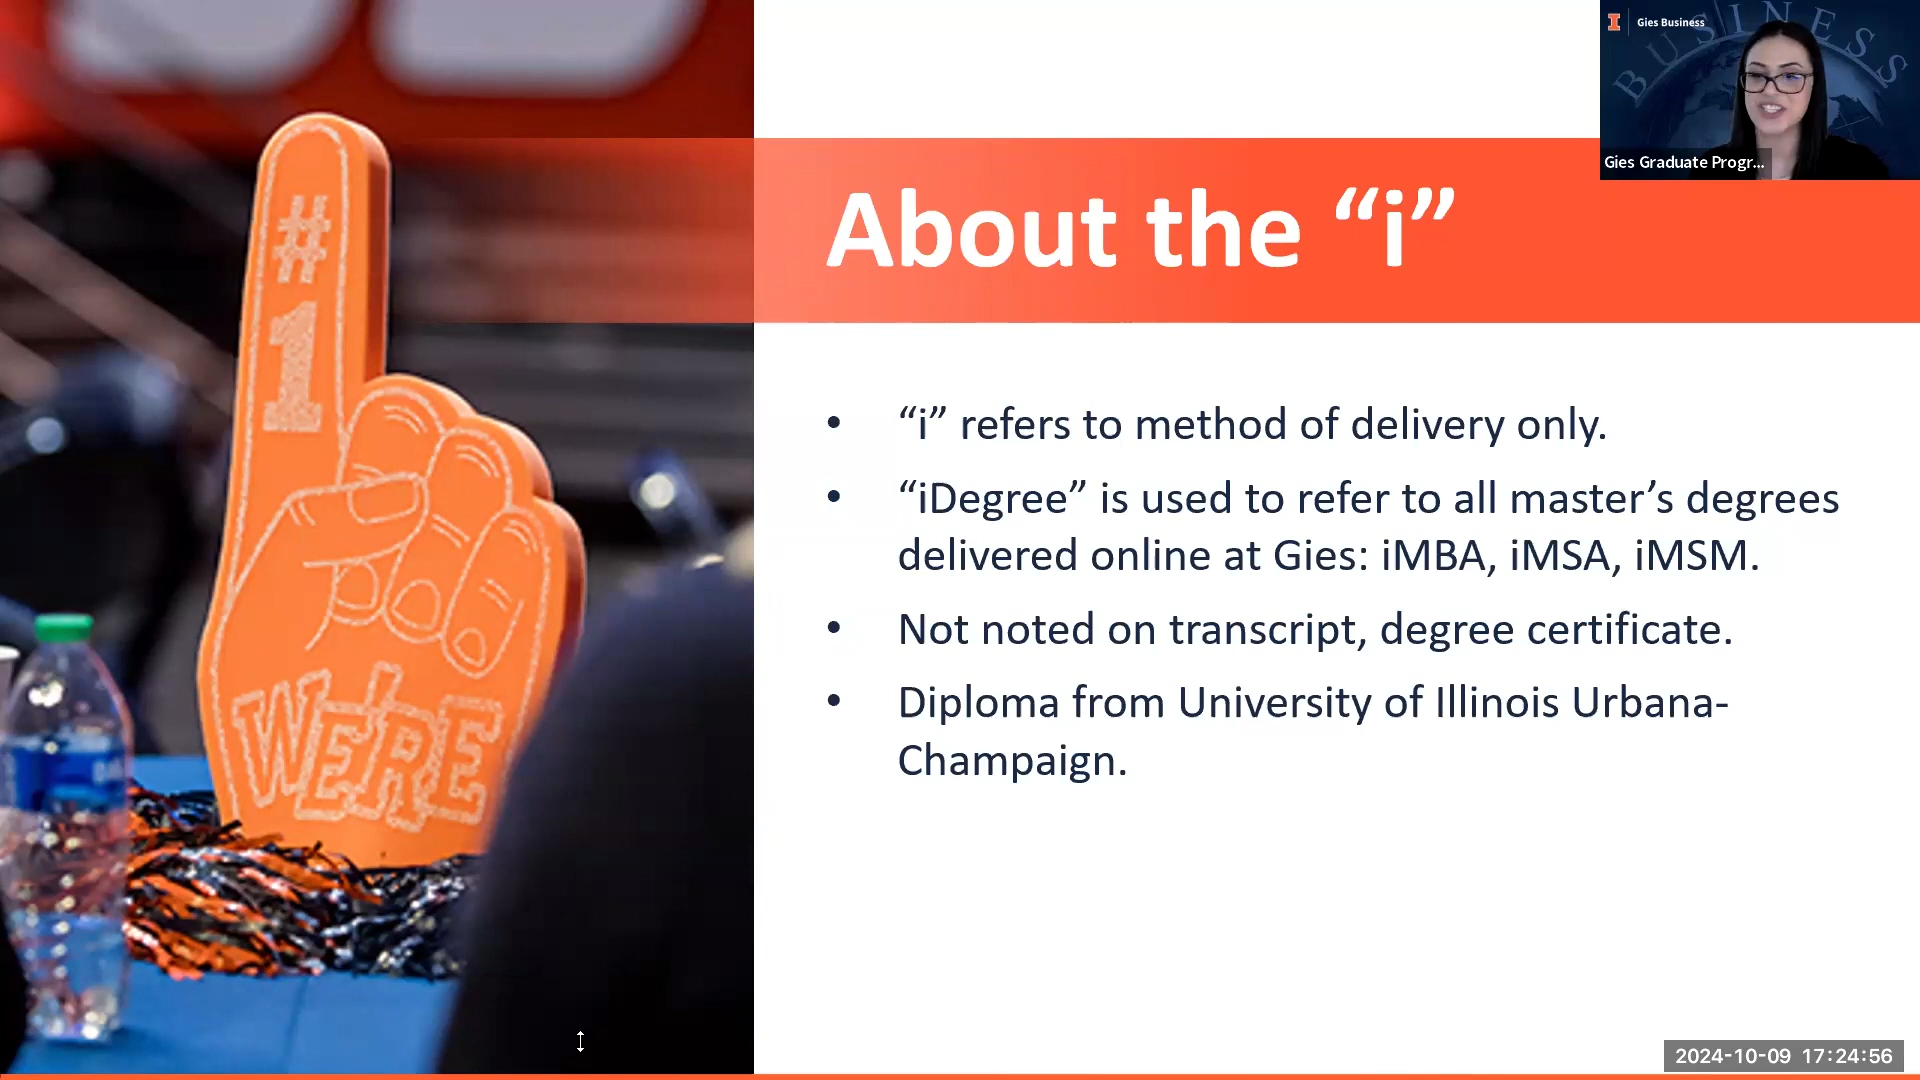 I Gies Business
BUSINESS
Gies Graduate Progr...
About the “i”
#
1
WE'RE
• “i” refers to method of delivery only.
• “iDegree” is used to refer to all master’s degrees
delivered online at Gies: iMBA, iMSA, iMSM.
• Not noted on transcript, degree certificate.
• Diploma from University of Illinois Urbana-
Champaign.
2024-10-09 17:24:56